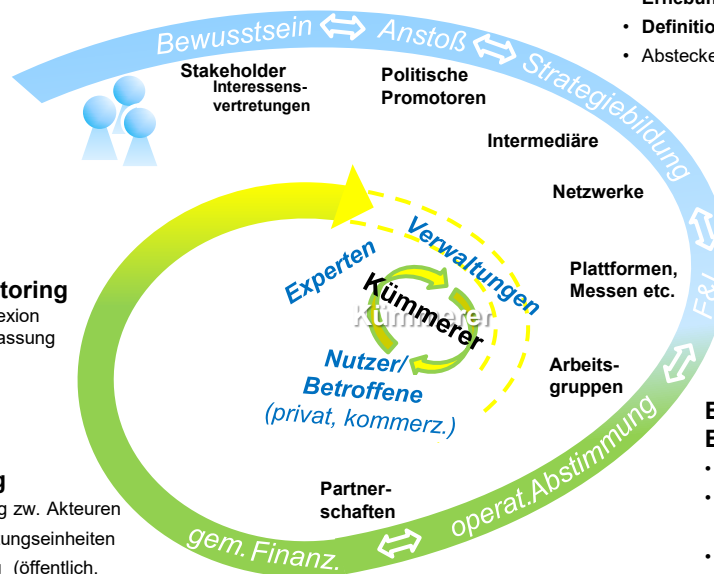 Bewusstsein
Anstoß
Strategiebildung
F&I
operat.Abstimmung
gem. Finanz.
• Definitio
• Abstecke
Stakeholder
Interessens-
vertretungen
Politische
Promotoren
Intermediäre
Netzwerke
Plattformen,
Messen etc.
Arbeits-
gruppen
Partner-
schaften
Experten
Verwaltungen
Kümmerer
Kümmerer
Nutzer/
Betroffene
(privat, kommerz.)
toring
exion
assung
g
g zw. Akteuren
tungseinheiten
(öffentlich,
E
E
•
•
•